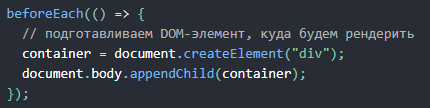 beforeEach(() => {
  // подготавливаем DOM-элемент, куда будем рендерить
  container = document.createElement("div");
  document.body.appendChild(container);
});